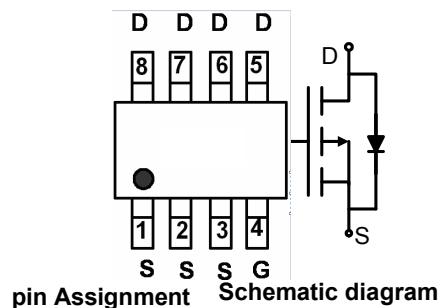 D D D D
8 7 6 5
D
1 2 3 4
S
S S S G
pin Assignment Schematic diagram